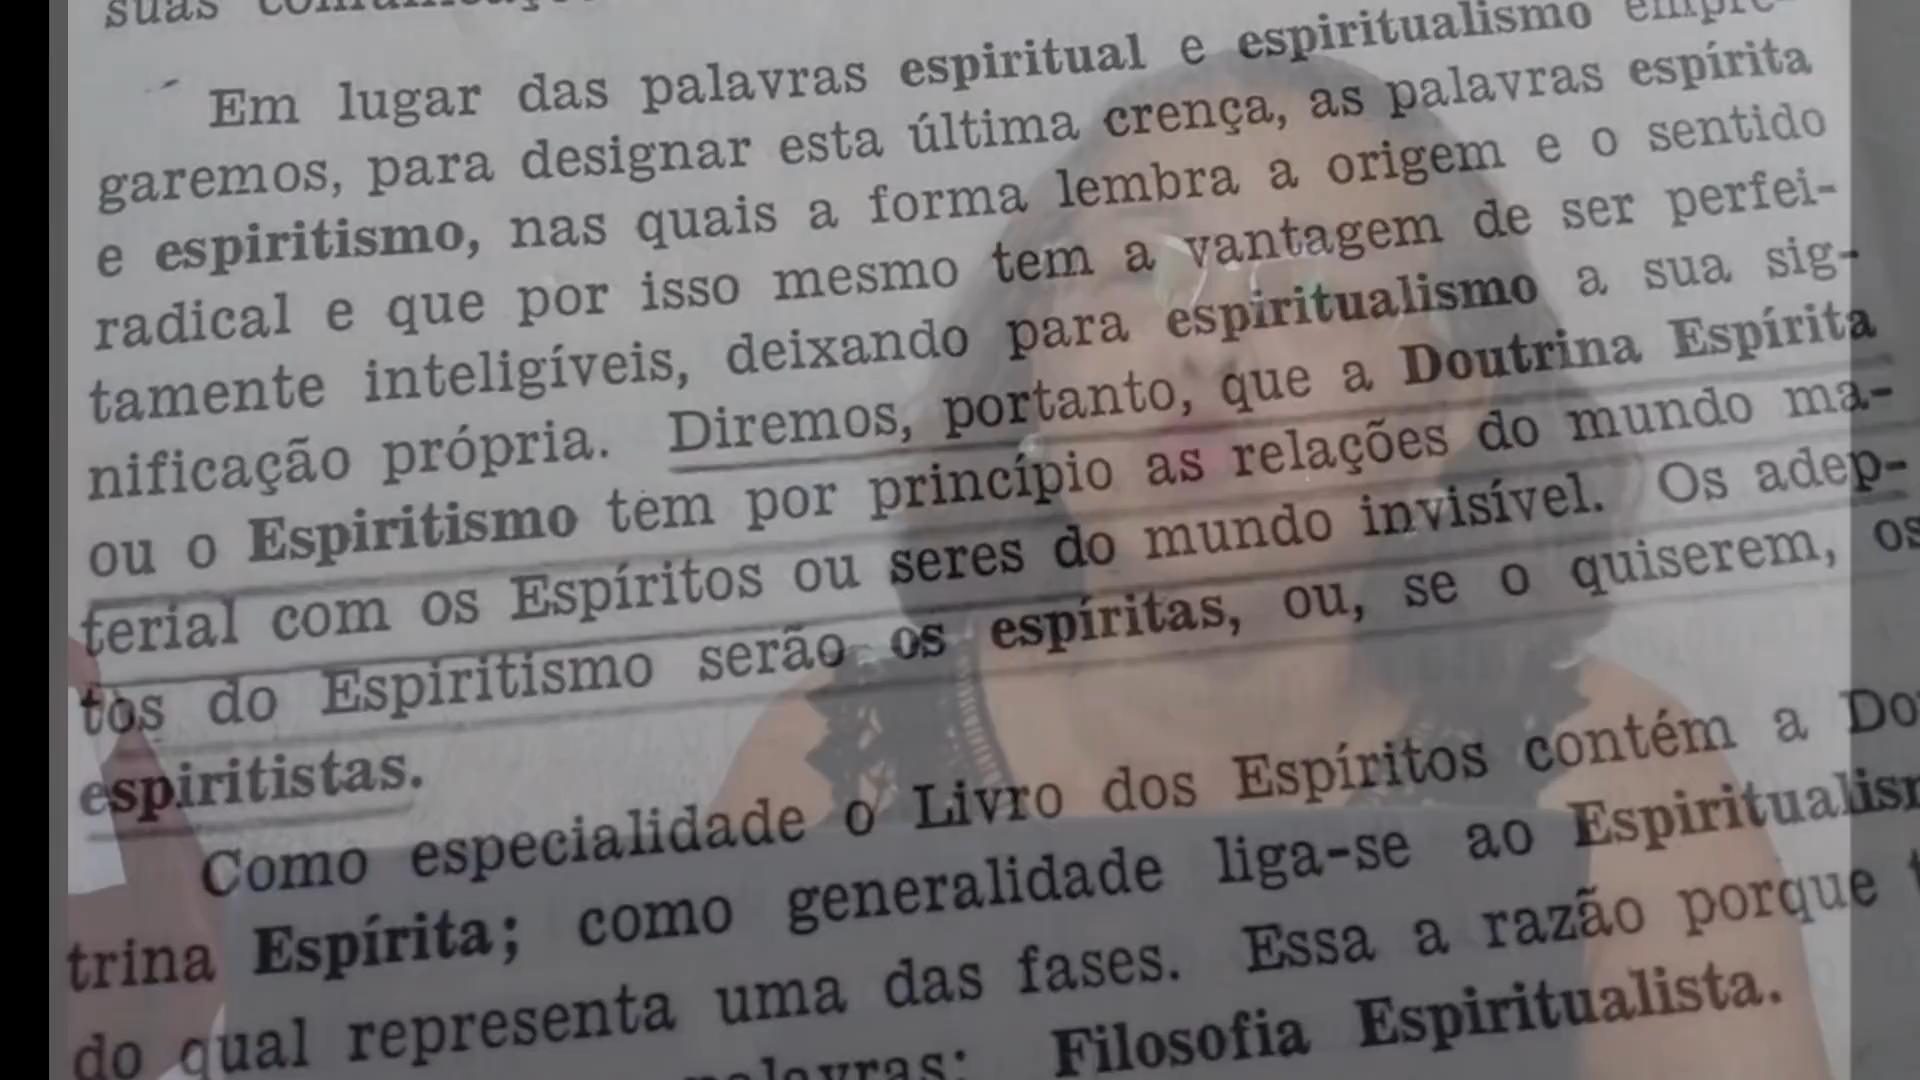 suas
Em lugar das palavras espiritual e espiritualismo empre-
garemos, para designar esta última crença, as palavras espírita
e espiritismo, nas quais a forma lembra a origem e o sentido
radical e que por isso mesmo tem a vantagem de ser perfei-
tamente inteligíveis, deixando para espiritualismo a sua sig-
nificação própria. Diremos, portanto, que a Doutrina Espírita
ou o Espiritismo tem por princípio as relações do mundo ma-
terial com os Espíritos ou seres do mundo invisível. Os adep-
tos do Espiritismo serão os espíritas, ou, se o quiserem, os
espiritistas.
Como especialidade o Livro dos Espíritos contém a Do
trina Espírita; como generalidade liga-se ao Espiritualis
do qual representa uma das fases. Essa a razão porque
palavras: Filosofia Espiritualista.